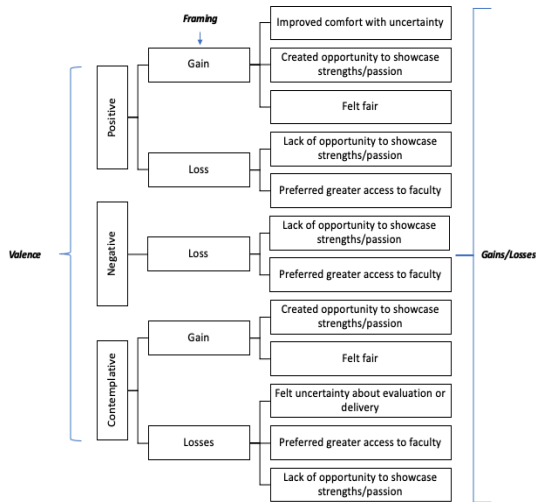 Framing
Improved comfort with uncertainty
Gain
Created opportunity to showcase
strengths/passion
Positive
Felt fair
Lack of opportunity to showcase
strengths/passion
Loss
Preferred greater access to faculty
Negative
Lack of opportunity to showcase
strengths/passion
Valence
Loss
Gains/Losses
Preferred greater access to faculty
Created opportunity to showcase
strengths/passion
Gain
Felt fair
Contemplative
Felt uncertainty about evaluation or
delivery
Losses
Preferred greater access to faculty
Lack of opportunity to showcase
strengths/passion